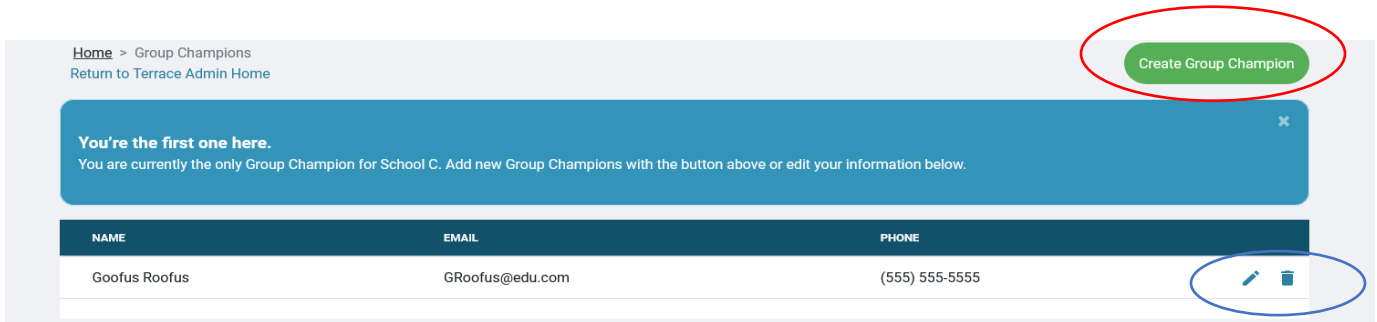 Home > Group Champions
Return to Terrace Admin Home
Create Group Champion
You're the first one here.
You are currently the only Group Champion for School C. Add new Group Champions with the button above or edit your information below.
NAME EMAIL PHONE
Goofus Roofus GRoofus@edu.com (555) 555-5555